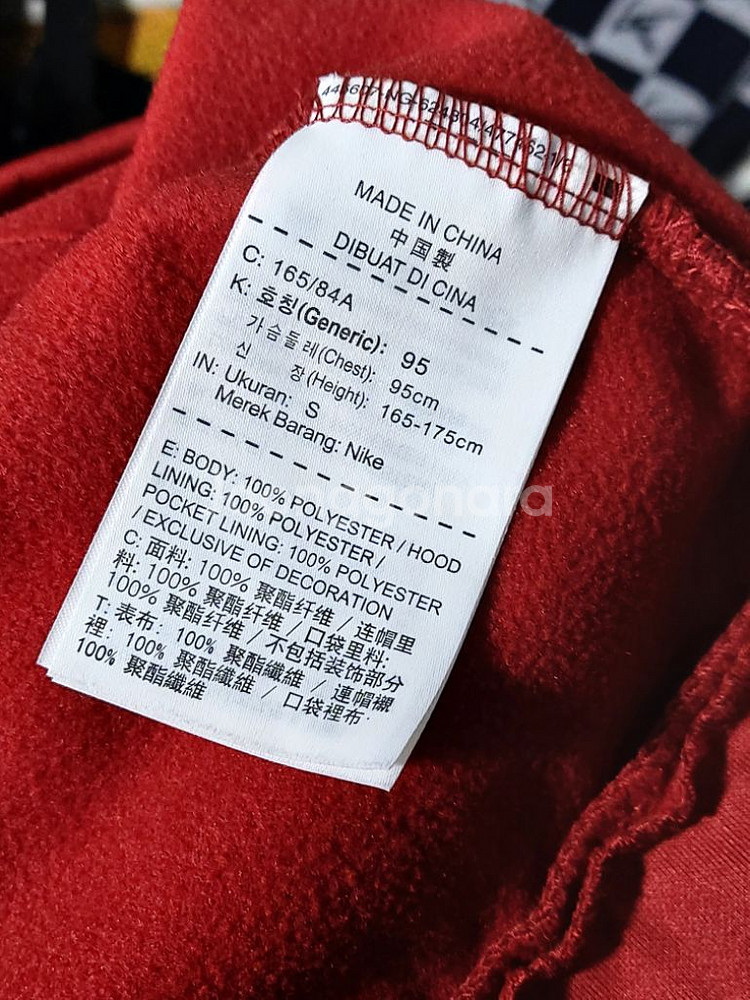 MADE IN CHINA
中国製
DIBUAT DI CINA
C: 165/84A
K: 호칭(Generic): 95
가슴둘레(Chest): 95cm
신 장(Height): 165-175cm
IN: Ukuran: S
Merek Barang: Nike
E: BODY: 100% POLYESTER / HOOD
LINING: 100% POLYESTER /
POCKET LINING: 100% POLYESTER
/ EXCLUSIVE OF DECORATION
C: 面料: 100% 聚酯纤维 / 连帽里
料: 100% 聚酯纤维 / 口袋里料:
100% 聚酯纤维 / 不包括装饰部分
T: 表布: 100% 聚酯纖維 / 連帽襯
裡: 100% 聚酯纖維 / 口袋裡布:
100% 聚酯纖維